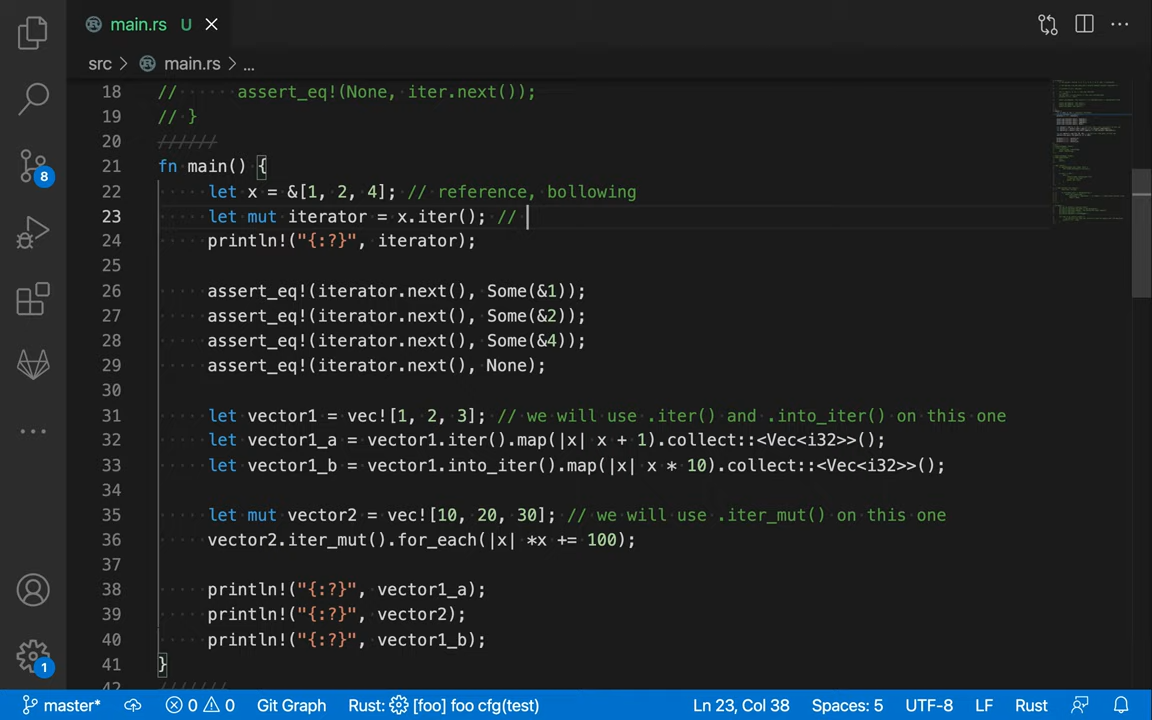 main.rs U
src > main.rs > ...
18 // assert_eq!(None, iter.next());
19 // }
20 //////
21 fn main() {
22 let x = &[1, 2, 4]; // reference, bollowing
23 let mut iterator = x.iter(); //
24 println!("{:?}", iterator);
25
26 assert_eq!(iterator.next(), Some(&1));
27 assert_eq!(iterator.next(), Some(&2));
28 assert_eq!(iterator.next(), Some(&4));
29 assert_eq!(iterator.next(), None);
30
31 let vector1 = vec![1, 2, 3]; // we will use .iter() and .into_iter() on this one
32 let vector1_a = vector1.iter().map(|x| x + 1).collect::<Vec<i32>>();
33 let vector1_b = vector1.into_iter().map(|x| x * 10).collect::<Vec<i32>>();
34
35 let mut vector2 = vec![10, 20, 30]; // we will use .iter_mut() on this one
36 vector2.iter_mut().for_each(|x| *x += 100);
37
38 println!("{:?}", vector1_a);
39 println!("{:?}", vector2);
40 println!("{:?}", vector1_b);
41 }
42 ///////
8
1
master* 0 0 Git Graph Rust: [foo] foo cfg(test) Ln 23, Col 38 Spaces: 5 UTF-8 LF Rust